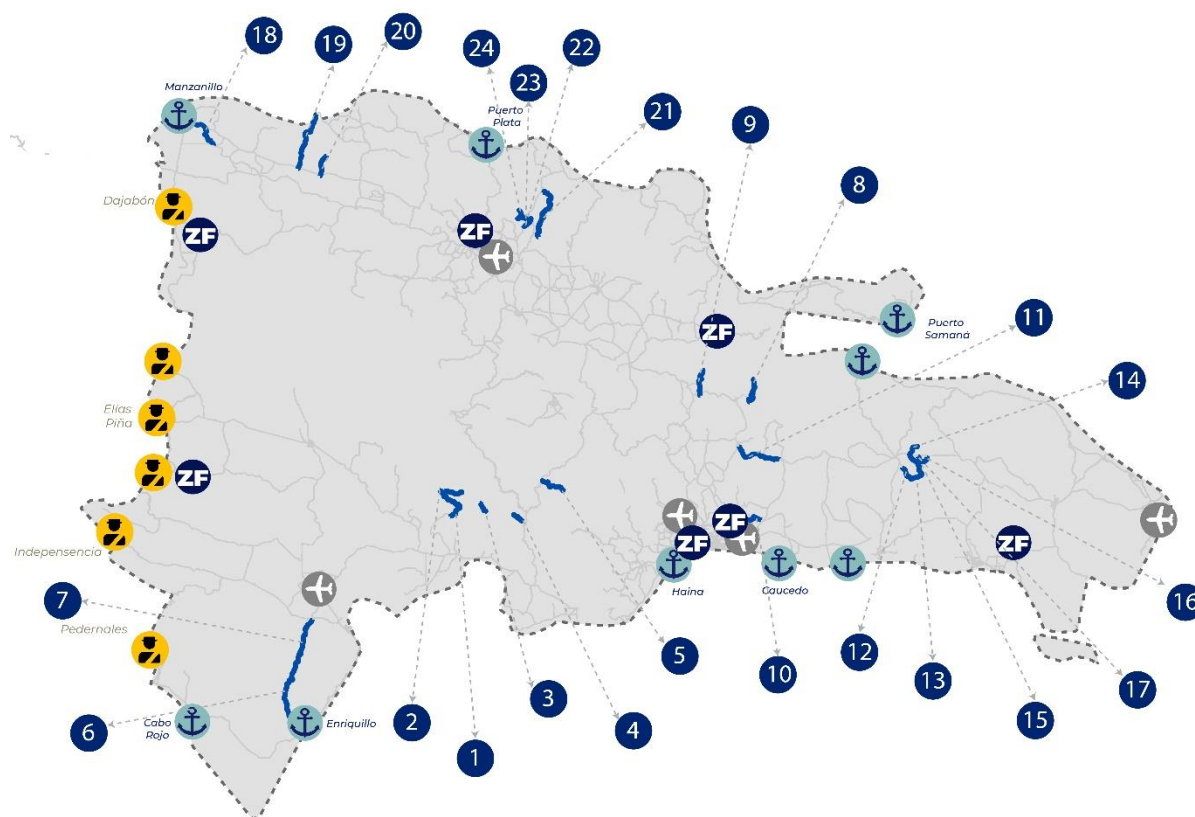 18
19
20
24
23
22
21
9
8
Manzanillo
Puerto
Plata
Dajabón
ZF
ZF
11
ZF
Puerto
Samaná
14
Elías
Piña
ZF
Indepensencia
ZF
ZF
ZF
Haina
Caucedo
7
Pedernales
16
5
10
12
13
17
3
4
15
6
Cabo
Rojo
Enriquillo
2
1